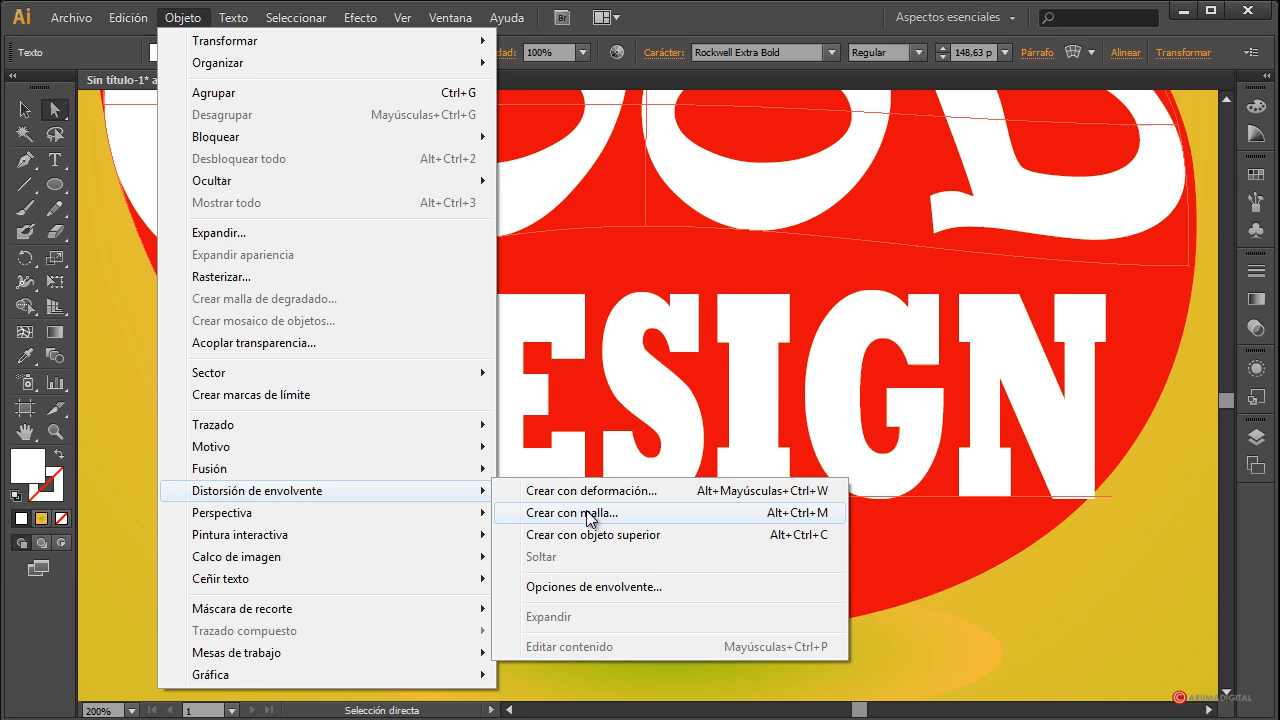 Ai Archivo Edición Objeto Texto Seleccionar Efecto Ver Ventana Ayuda Br Aspectos esenciales
Texto 100% Carácter: Rockwell Extra Bold Regular 148,63 p Párrafo Alinear Transformar
Sin título-1* a
Transformar
Organizar
Agrupar Ctrl+G
Desagrupar Mayúsculas+Ctrl+G
Bloquear
Desbloquear todo Alt+Ctrl+2
Ocultar
Mostrar todo Alt+Ctrl+3
Expandir...
Expandir apariencia
Rasterizar...
Crear malla de degradado...
Crear mosaico de objetos...
Acoplar transparencia...
Sector
Crear marcas de límite
Trazado
Motivo
Fusión
Distorsión de envolvente
Perspectiva
Pintura interactiva
Calco de imagen
Ceñir texto
Máscara de recorte
Trazado compuesto
Mesas de trabajo
Gráfica
ESIGN
Crear con deformación... Alt+Mayúsculas+Ctrl+W
Crear con malla... Alt+Ctrl+M
Crear con objeto superior Alt+Ctrl+C
Soltar
Opciones de envolvente...
Expandir
Editar contenido Mayúsculas+Ctrl+P
ARUMADIGITAL
200% 1 Selección directa